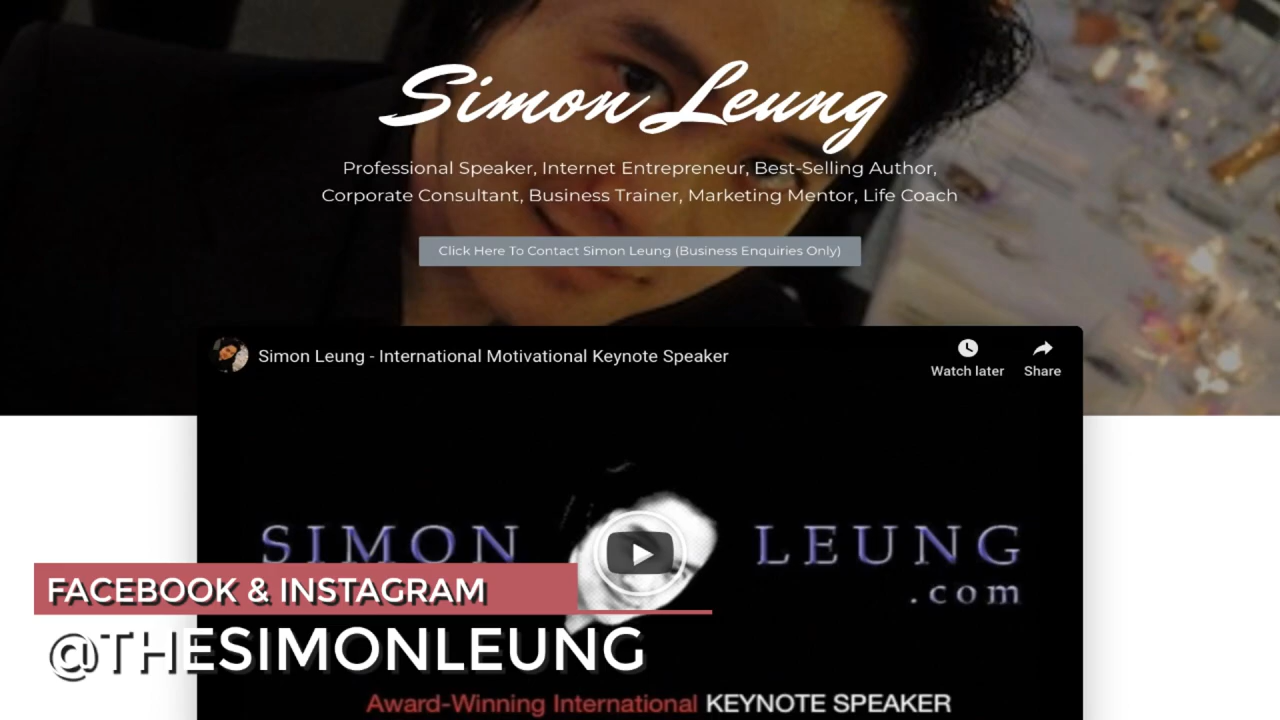 Simon Leung
Professional Speaker, Internet Entrepreneur, Best-Selling Author,
Corporate Consultant, Business Trainer, Marketing Mentor, Life Coach
Click Here To Contact Simon Leung (Business Enquiries Only)
Simon Leung - International Motivational Keynote Speaker
Watch later
Share
SIMON LEUNG
.com
FACEBOOK & INSTAGRAM
@THESIMONLEUNG
Award-Winning International KEYNOTE SPEAKER